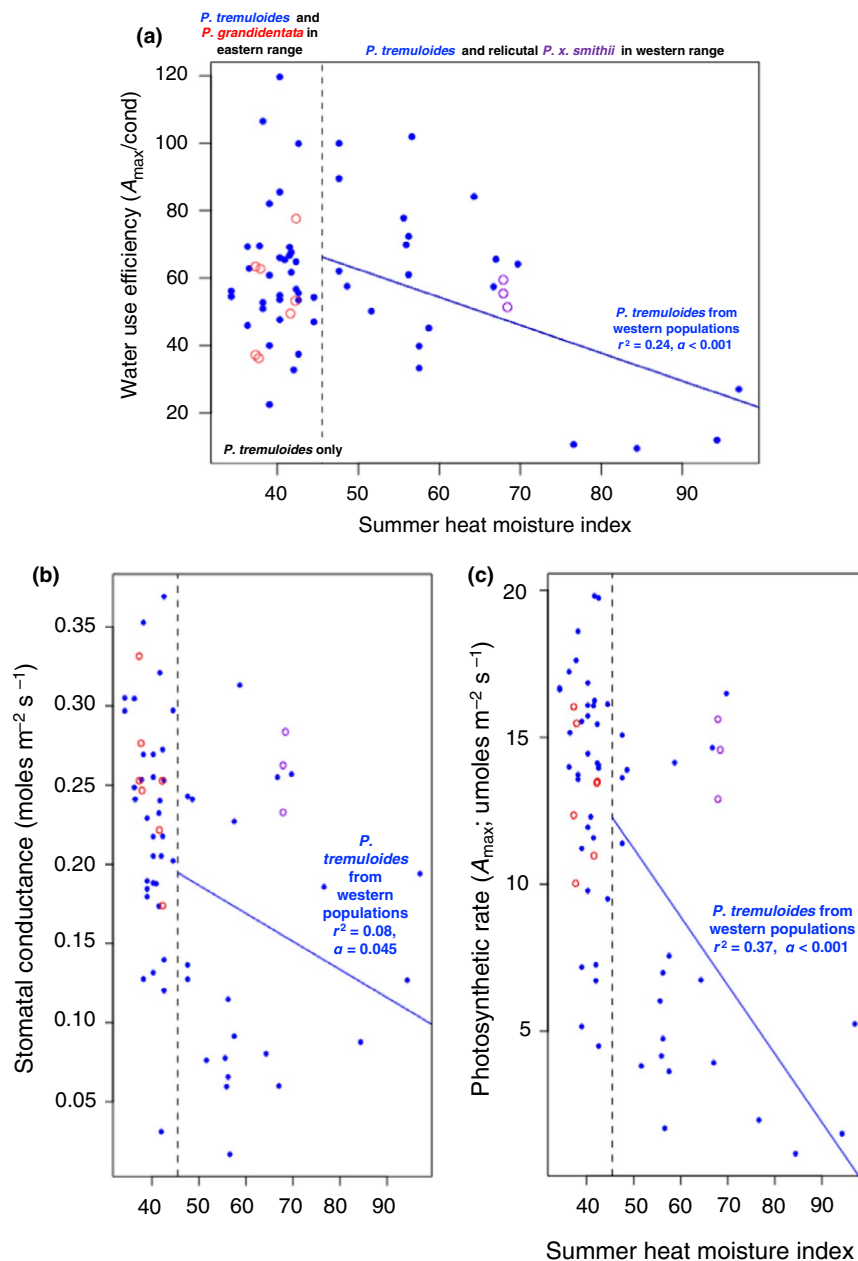 P. tremuloides and
P. grandidentata in
eastern range
(a)
P. tremuloides and relicutal P. x. smithii in western range
120
100
80
60
40
20
Water use efficiency (Amax/cond)
P. tremuloides from
western populations
r² = 0.24, α < 0.001
P. tremuloides only
40 50 60 70 80 90
Summer heat moisture index
(b)
0.35
0.30
0.25
0.20
0.15
0.10
0.05
Stomatal conductance (moles m⁻² s⁻¹)
P.
tremuloides
from
western
populations
r² = 0.08,
α = 0.045
40 50 60 70 80 90
(c)
20
15
10
5
Photosynthetic rate (Amax; umoles m⁻² s⁻¹)
P. tremuloides from
western populations
r² = 0.37, α < 0.001
40 50 60 70 80 90
Summer heat moisture index